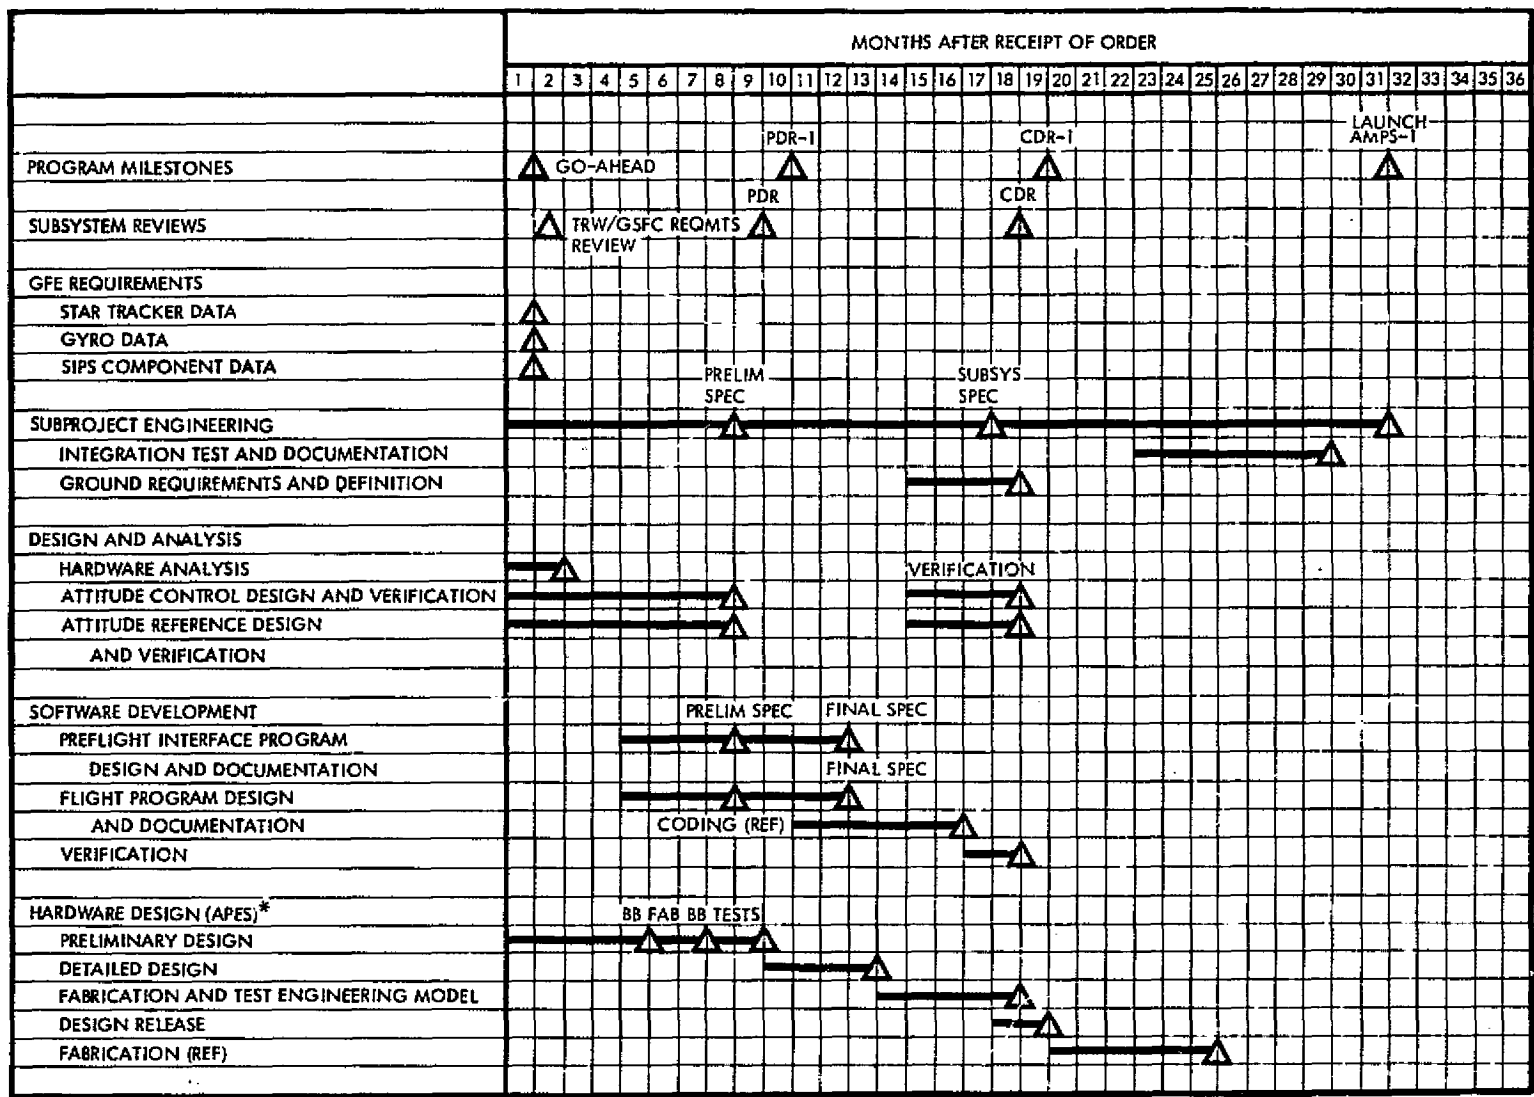 MONTHS AFTER RECEIPT OF ORDER
1 2 3 4 5 6 7 8 9 10 11 12 13 14 15 16 17 18 19 20 21 22 23 24 25 26 27 28 29 30 31 32 33 34 35 36
LAUNCH
PDR-1 CDR-1 AMPS-1
PROGRAM MILESTONES GO-AHEAD
PDR CDR
SUBSYSTEM REVIEWS TRW/GSFC REQMTS
REVIEW
GFE REQUIREMENTS
STAR TRACKER DATA
GYRO DATA
SIPS COMPONENT DATA
PRELIM SUBSYS
SPEC SPEC
SUBPROJECT ENGINEERING
INTEGRATION TEST AND DOCUMENTATION
GROUND REQUIREMENTS AND DEFINITION
DESIGN AND ANALYSIS
HARDWARE ANALYSIS VERIFICATION
ATTITUDE CONTROL DESIGN AND VERIFICATION
ATTITUDE REFERENCE DESIGN
AND VERIFICATION
SOFTWARE DEVELOPMENT PRELIM SPEC FINAL SPEC
PREFLIGHT INTERFACE PROGRAM
DESIGN AND DOCUMENTATION FINAL SPEC
FLIGHT PROGRAM DESIGN
AND DOCUMENTATION CODING (REF)
VERIFICATION
HARDWARE DESIGN (APES)* BB FAB BB TESTS
PRELIMINARY DESIGN
DETAILED DESIGN
FABRICATION AND TEST ENGINEERING MODEL
DESIGN RELEASE
FABRICATION (REF)